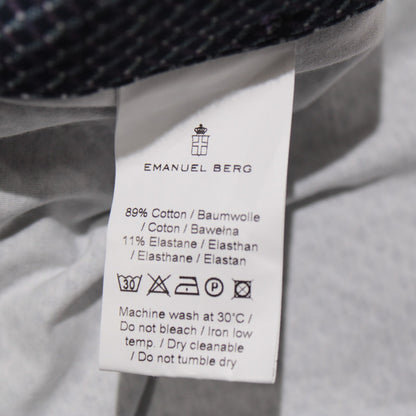 EMANUEL BERG
89% Cotton / Baumwolle
/ Coton / Baweina
11% Elastane / Elasthan
/ Elasthane / Elastan
30 P
Machine wash at 30°C /
Do not bleach / Iron low
temp. / Dry cleanable
/ Do not tumble dry